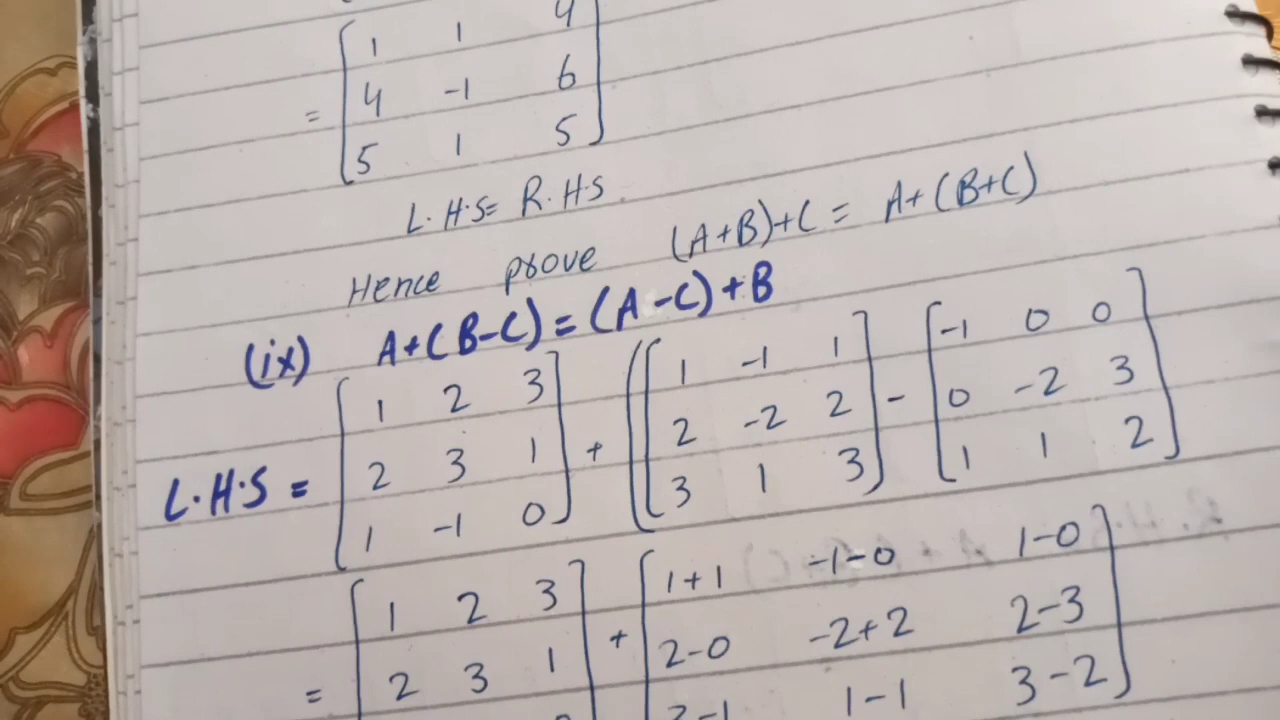 1 1 4
= 4 -1 6
5 1 5
L.H.S= R.H.S.
Hence prove (A+B)+C = A+(B+C)
(ix) A+(B-C) = (A-C)+B
L.H.S = [1 2 3 + ([1 -1 1] - [-1 0 0]
2 3 1 2 -2 2 0 -2 3
1 -1 0] 3 1 3 1 1 2
= [1 2 3] + [1+1 -1-0 1-0]
2 3 1 2-0 -2+2 2-3
1-1 3-2